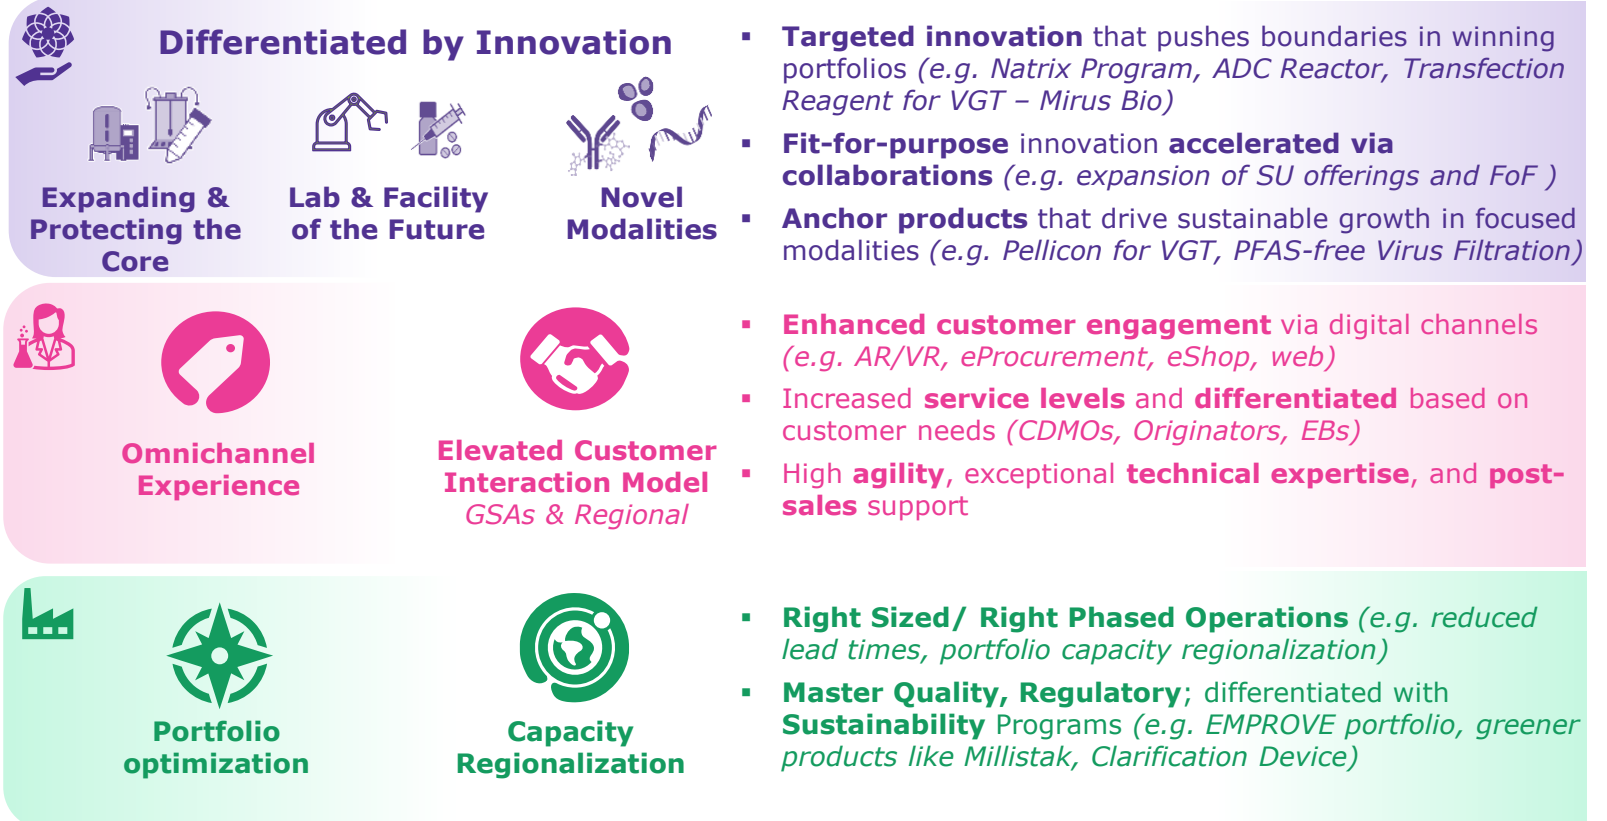 Differentiated by Innovation
Expanding &
Protecting the
Core
Lab & Facility
of the Future
Novel
Modalities
▪ Targeted innovation that pushes boundaries in winning
portfolios (e.g. Natrix Program, ADC Reactor, Transfection
Reagent for VGT – Mirus Bio)
▪ Fit-for-purpose innovation accelerated via
collaborations (e.g. expansion of SU offerings and FoF )
▪ Anchor products that drive sustainable growth in focused
modalities (e.g. Pellicon for VGT, PFAS-free Virus Filtration)
Omnichannel
Experience
Elevated Customer
Interaction Model
GSAs & Regional
▪ Enhanced customer engagement via digital channels
(e.g. AR/VR, eProcurement, eShop, web)
▪ Increased service levels and differentiated based on
customer needs (CDMOs, Originators, EBs)
▪ High agility, exceptional technical expertise, and post-
sales support
Portfolio
optimization
Capacity
Regionalization
▪ Right Sized/ Right Phased Operations (e.g. reduced
lead times, portfolio capacity regionalization)
▪ Master Quality, Regulatory; differentiated with
Sustainability Programs (e.g. EMPROVE portfolio, greener
products like Millistak, Clarification Device)